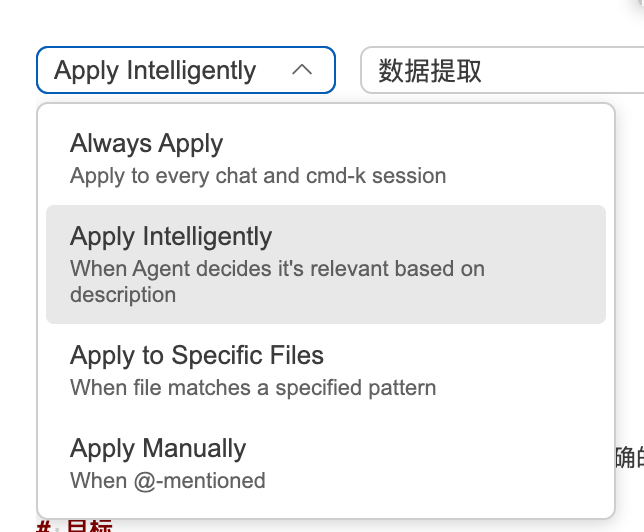 Apply Intelligently
数据提取
Always Apply
Apply to every chat and cmd-k session
Apply Intelligently
When Agent decides it's relevant based on
description
Apply to Specific Files
When file matches a specified pattern
Apply Manually
When @-mentioned
确的
# 目标